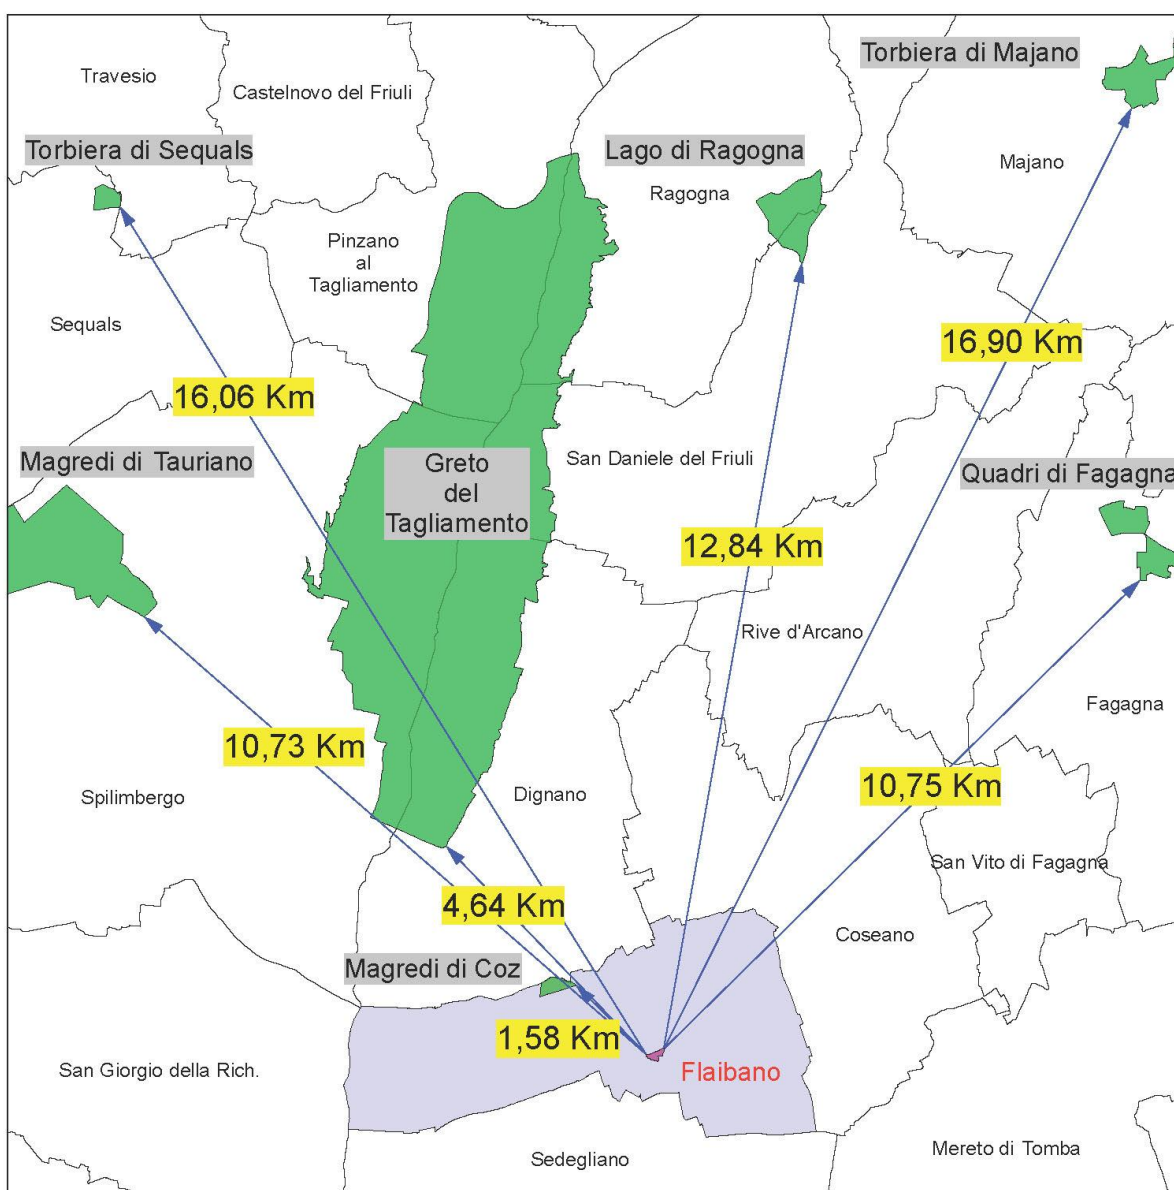 Torbiera di Majano
Travesio
Castelnovo del Friuli
Torbiera di Sequals
Lago di Ragogna
Majano
Ragogna
Pinzano
al
Tagliamento
Sequals
16,90 Km
16,06 Km
Magredi di Tauriano
Greto
del
Tagliamento
San Daniele del Friuli
Quadri di Fagagna
12,84 Km
Rive d'Arcano
Fagagna
10,73 Km
10,75 Km
Spilimbergo
Dignano
San Vito di Fagagna
4,64 Km
Coseano
Magredi di Coz
1,58 Km
San Giorgio della Rich.
Flaibano
Sedegliano
Mereto di Tomba